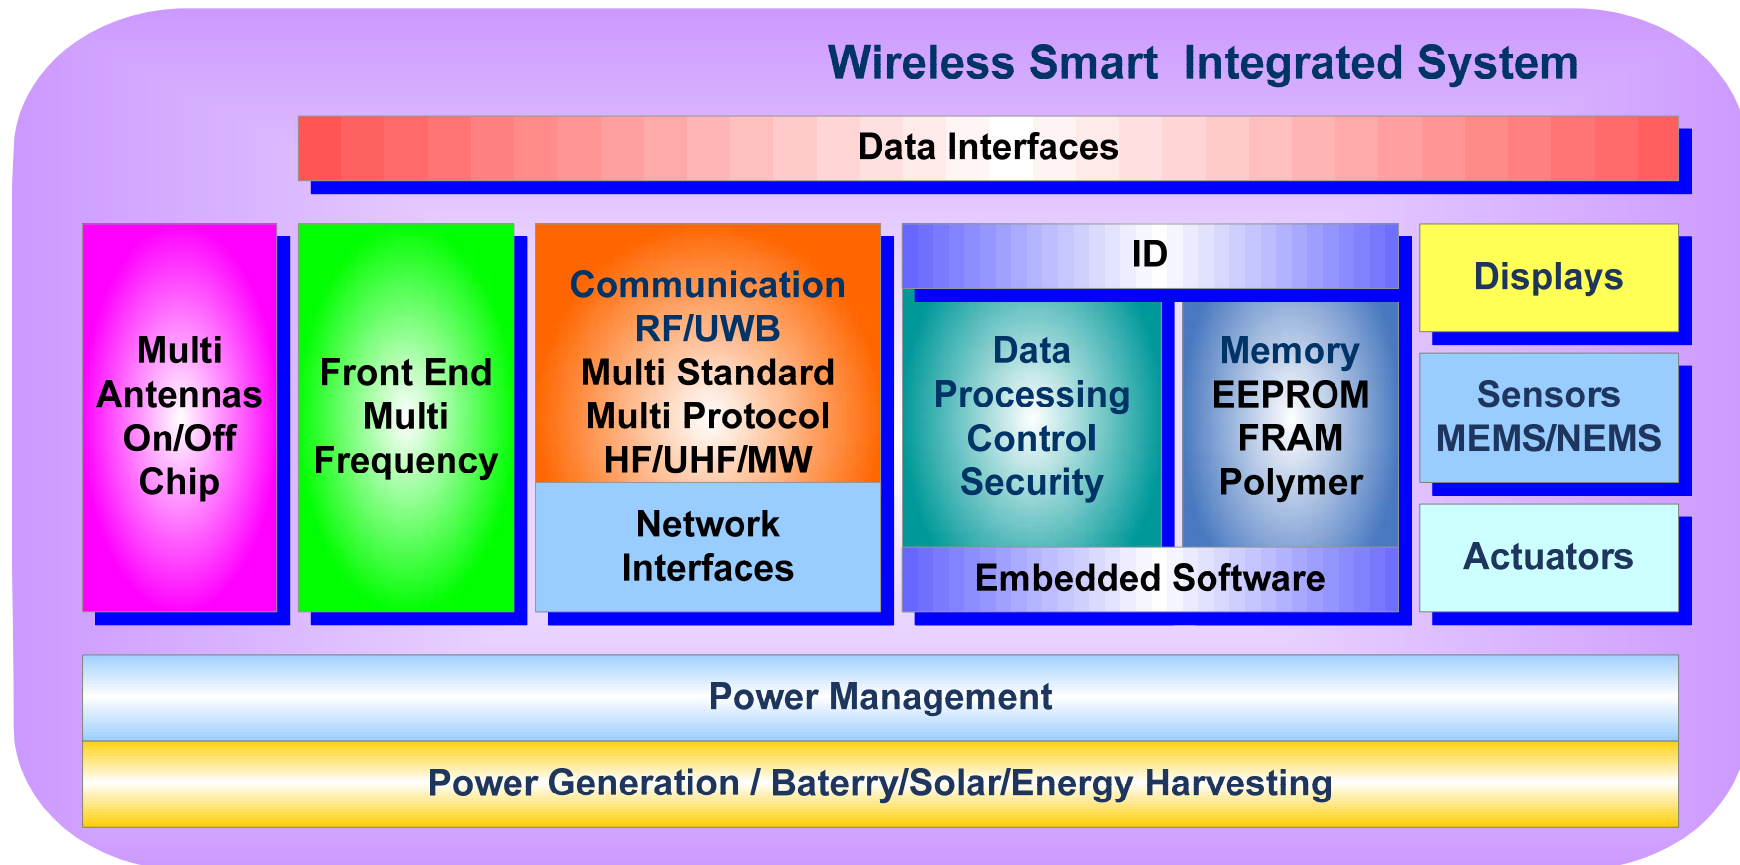 Wireless Smart Integrated System
Data Interfaces
Multi
Antennas
On/Off
Chip
Front End
Multi
Frequency
Communication
RF/UWB
Multi Standard
Multi Protocol
HF/UHF/MW
Network
Interfaces
ID
Data
Processing
Control
Security
Memory
EEPROM
FRAM
Polymer
Embedded Software
Displays
Sensors
MEMS/NEMS
Actuators
Power Management
Power Generation / Baterry/Solar/Energy Harvesting